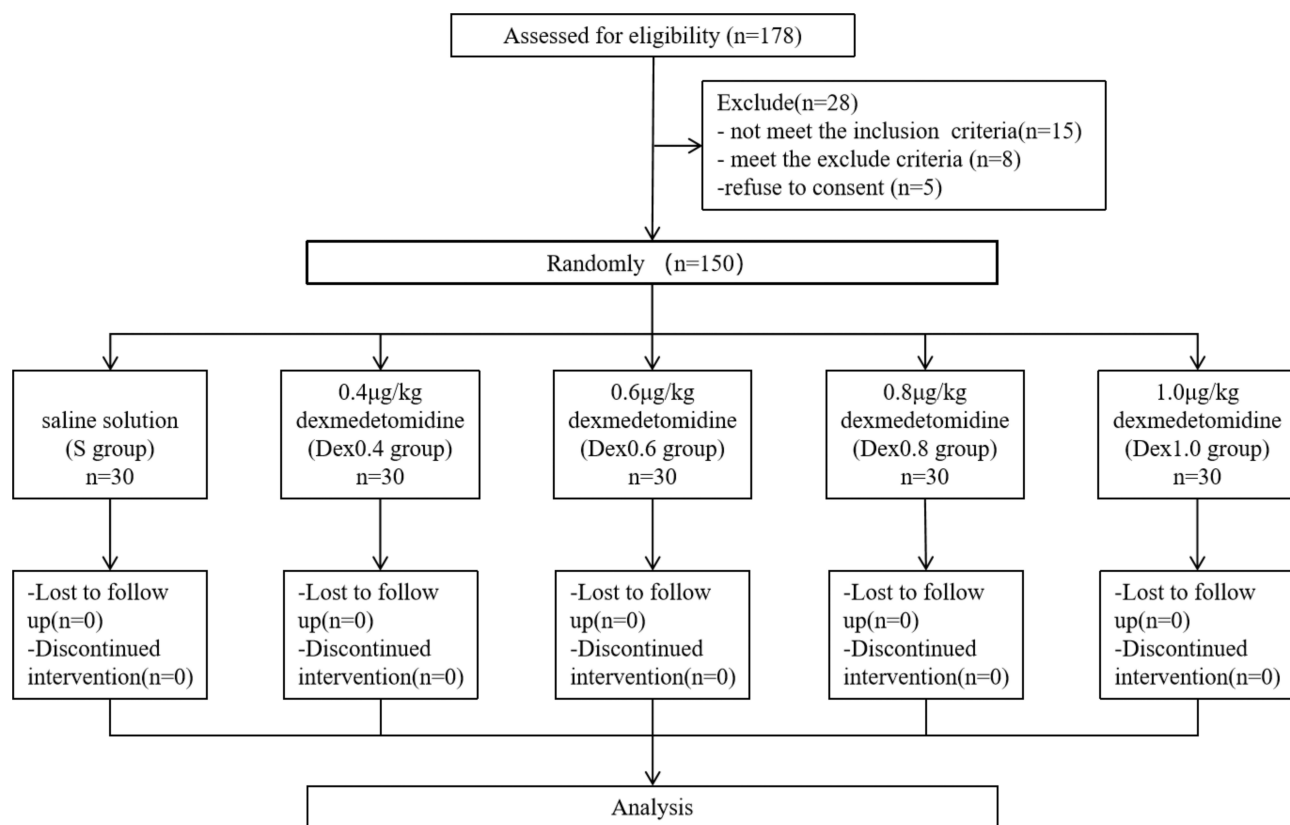 Assessed for eligibility (n=178)
Exclude(n=28)
- not meet the inclusion  criteria(n=15)
- meet the exclude criteria (n=8)
-refuse to consent (n=5)
Randomly （n=150）
saline solution
(S group)
n=30
0.4μg/kg
dexmedetomidine
(Dex0.4 group)
n=30
0.6μg/kg
dexmedetomidine
(Dex0.6 group)
n=30
0.8μg/kg
dexmedetomidine
(Dex0.8 group)
n=30
1.0μg/kg
dexmedetomidine
(Dex1.0 group)
n=30
-Lost to follow
up(n=0)
-Discontinued
intervention(n=0)
-Lost to follow
up(n=0)
-Discontinued
intervention(n=0)
-Lost to follow
up(n=0)
-Discontinued
intervention(n=0)
-Lost to follow
up(n=0)
-Discontinued
intervention(n=0)
-Lost to follow
up(n=0)
-Discontinued
intervention(n=0)
Analysis